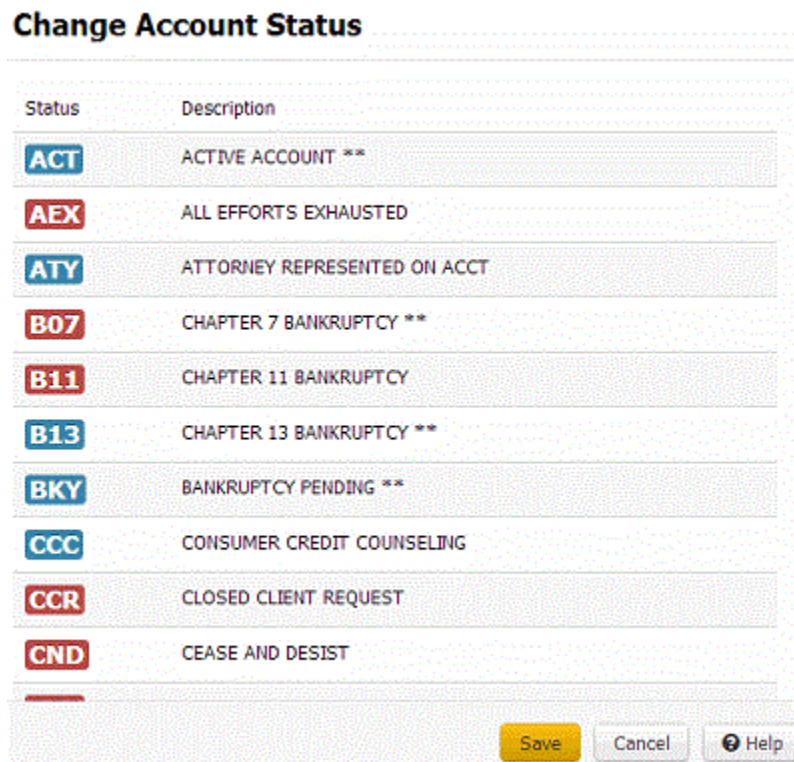 Change Account Status
Status Description
ACT ACTIVE ACCOUNT **
AEX ALL EFFORTS EXHAUSTED
ATY ATTORNEY REPRESENTED ON ACCT
B07 CHAPTER 7 BANKRUPTCY **
B11 CHAPTER 11 BANKRUPTCY
B13 CHAPTER 13 BANKRUPTCY **
BKY BANKRUPTCY PENDING **
CCC CONSUMER CREDIT COUNSELING
CCR CLOSED CLIENT REQUEST
CND CEASE AND DESIST
Save Cancel Help